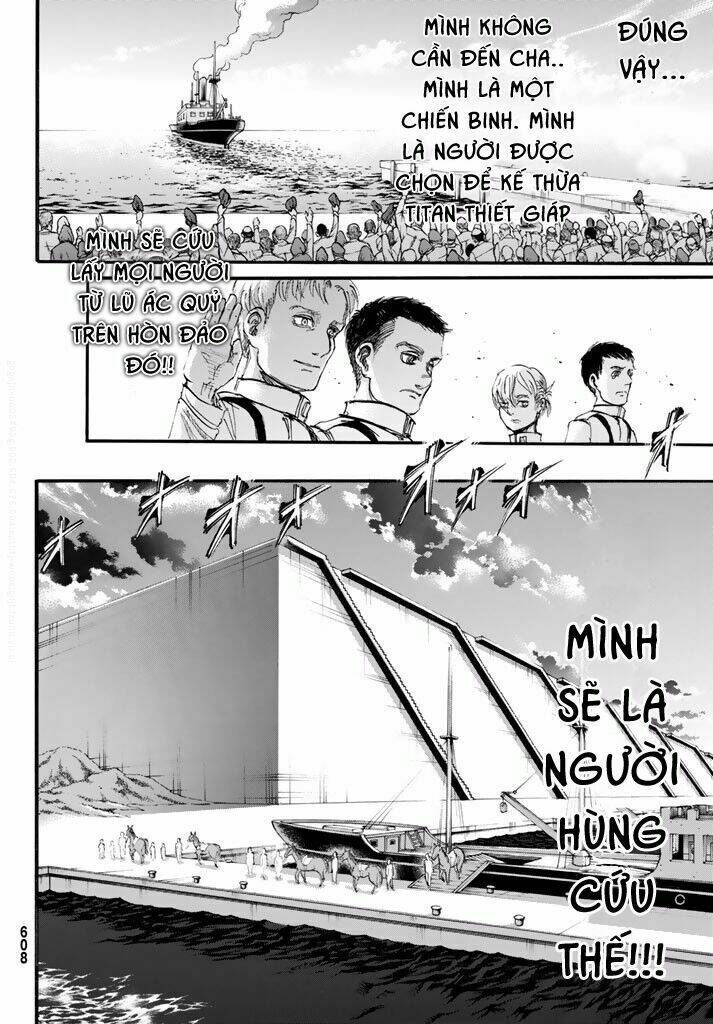 ĐÚNG
VẬY...
MÌNH KHÔNG
CẦN ĐẾN CHA..
MÌNH LÀ MỘT
CHIẾN BINH. MÌNH
LÀ NGƯỜI ĐƯỢC
CHỌN ĐỂ KẾ THỪA
TITAN THIẾT GIÁP
MÌNH SẼ CỨU
LẤY MỌI NGƯỜI
TỪ LŨ ÁC QUỶ
TRÊN HÒN ĐẢO
ĐÓ!!
MÌNH
SẼ LÀ
NGƯỜI
HÙNG
CỨU
THẾ!!!
608